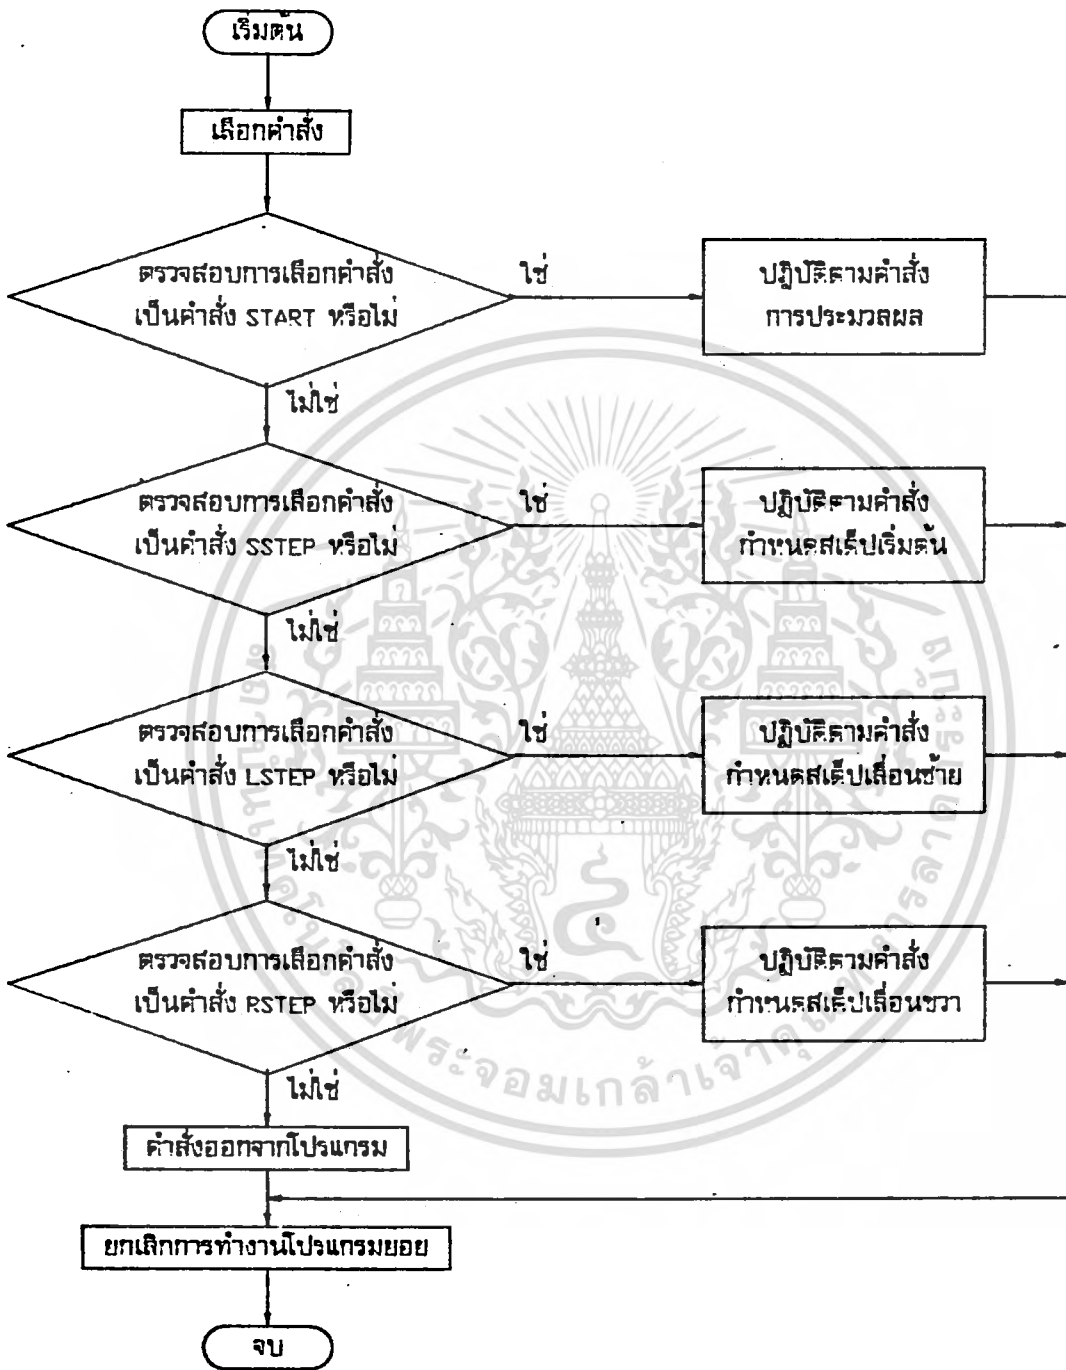 เริ่มต้น
เลือกคำสั่ง
ตรวจสอบการเลือกคำสั่ง
เป็นคำสั่ง START หรือไม่
ใช่
ปฏิบัติตามคำสั่ง
การประมวลผล
ไม่ใช่
ตรวจสอบการเลือกคำสั่ง
เป็นคำสั่ง SSTEP หรือไม่
ใช่
ปฏิบัติตามคำสั่ง
กำหนดสเต็ปเริ่มต้น
ไม่ใช่
ตรวจสอบการเลือกคำสั่ง
เป็นคำสั่ง LSTEP หรือไม่
ใช่
ปฏิบัติตามคำสั่ง
กำหนดสเต็ปเลื่อนซ้าย
ไม่ใช่
ตรวจสอบการเลือกคำสั่ง
เป็นคำสั่ง RSTEP หรือไม่
ใช่
ปฏิบัติตามคำสั่ง
กำหนดสเต็ปเลื่อนขวา
ไม่ใช่
คำสั่งออกจากโปรแกรม
ยกเลิกการทำงานโปรแกรมย่อย
จบ